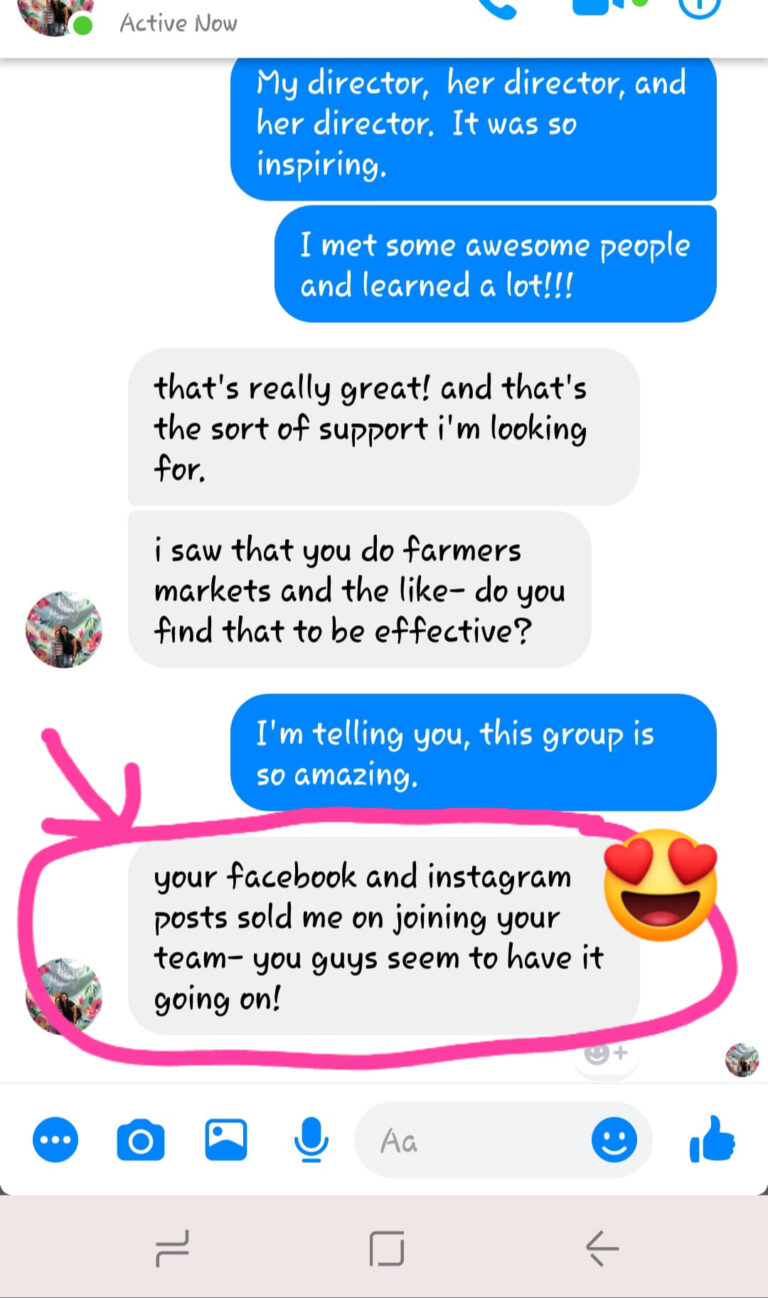 Active Now
My director, her director, and
her director. It was so
inspiring.
I met some awesome people
and learned a lot!!!
that's really great! and that's
the sort of support i'm looking
for.
i saw that you do farmers
markets and the like- do you
find that to be effective?
I'm telling you, this group is
so amazing.
your facebook and instagram
posts sold me on joining your
team- you guys seem to have it
going on!
Aa